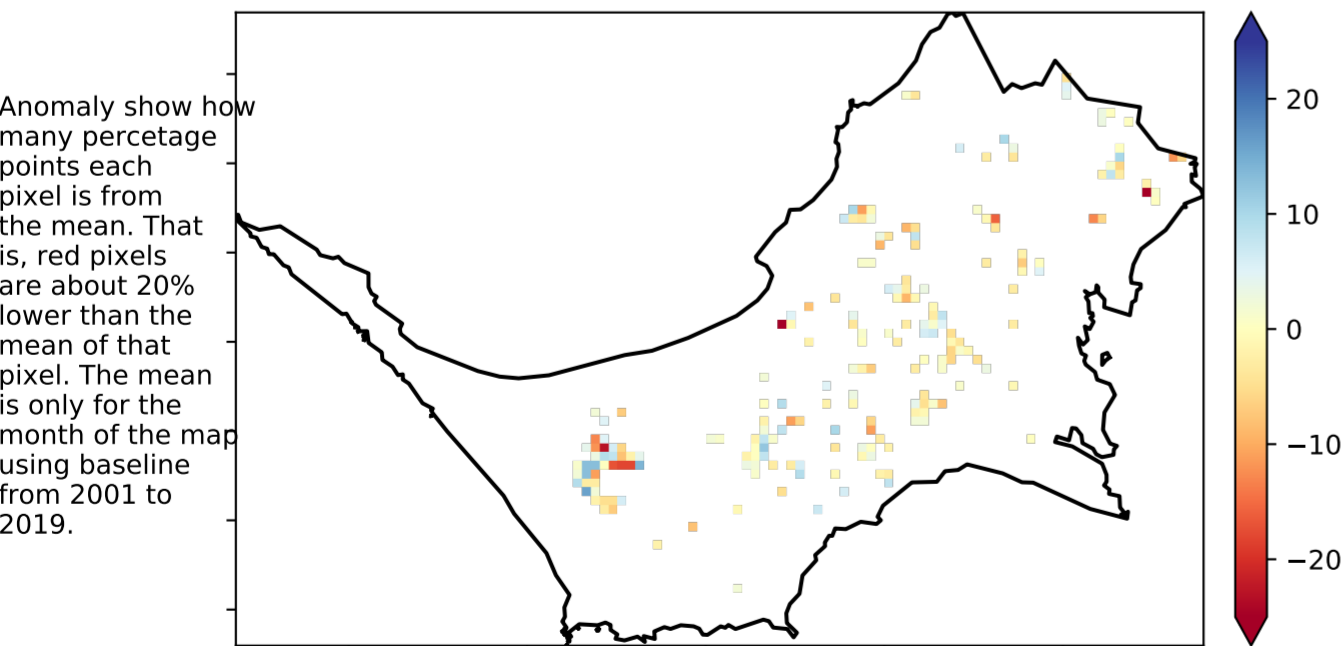 Anomaly show how
many percetage
points each
pixel is from
the mean. That
is, red pixels
are about 20%
lower than the
mean of that
pixel. The mean
is only for the
month of the map
using baseline
from 2001 to
2019.
20
10
0
−10
−20